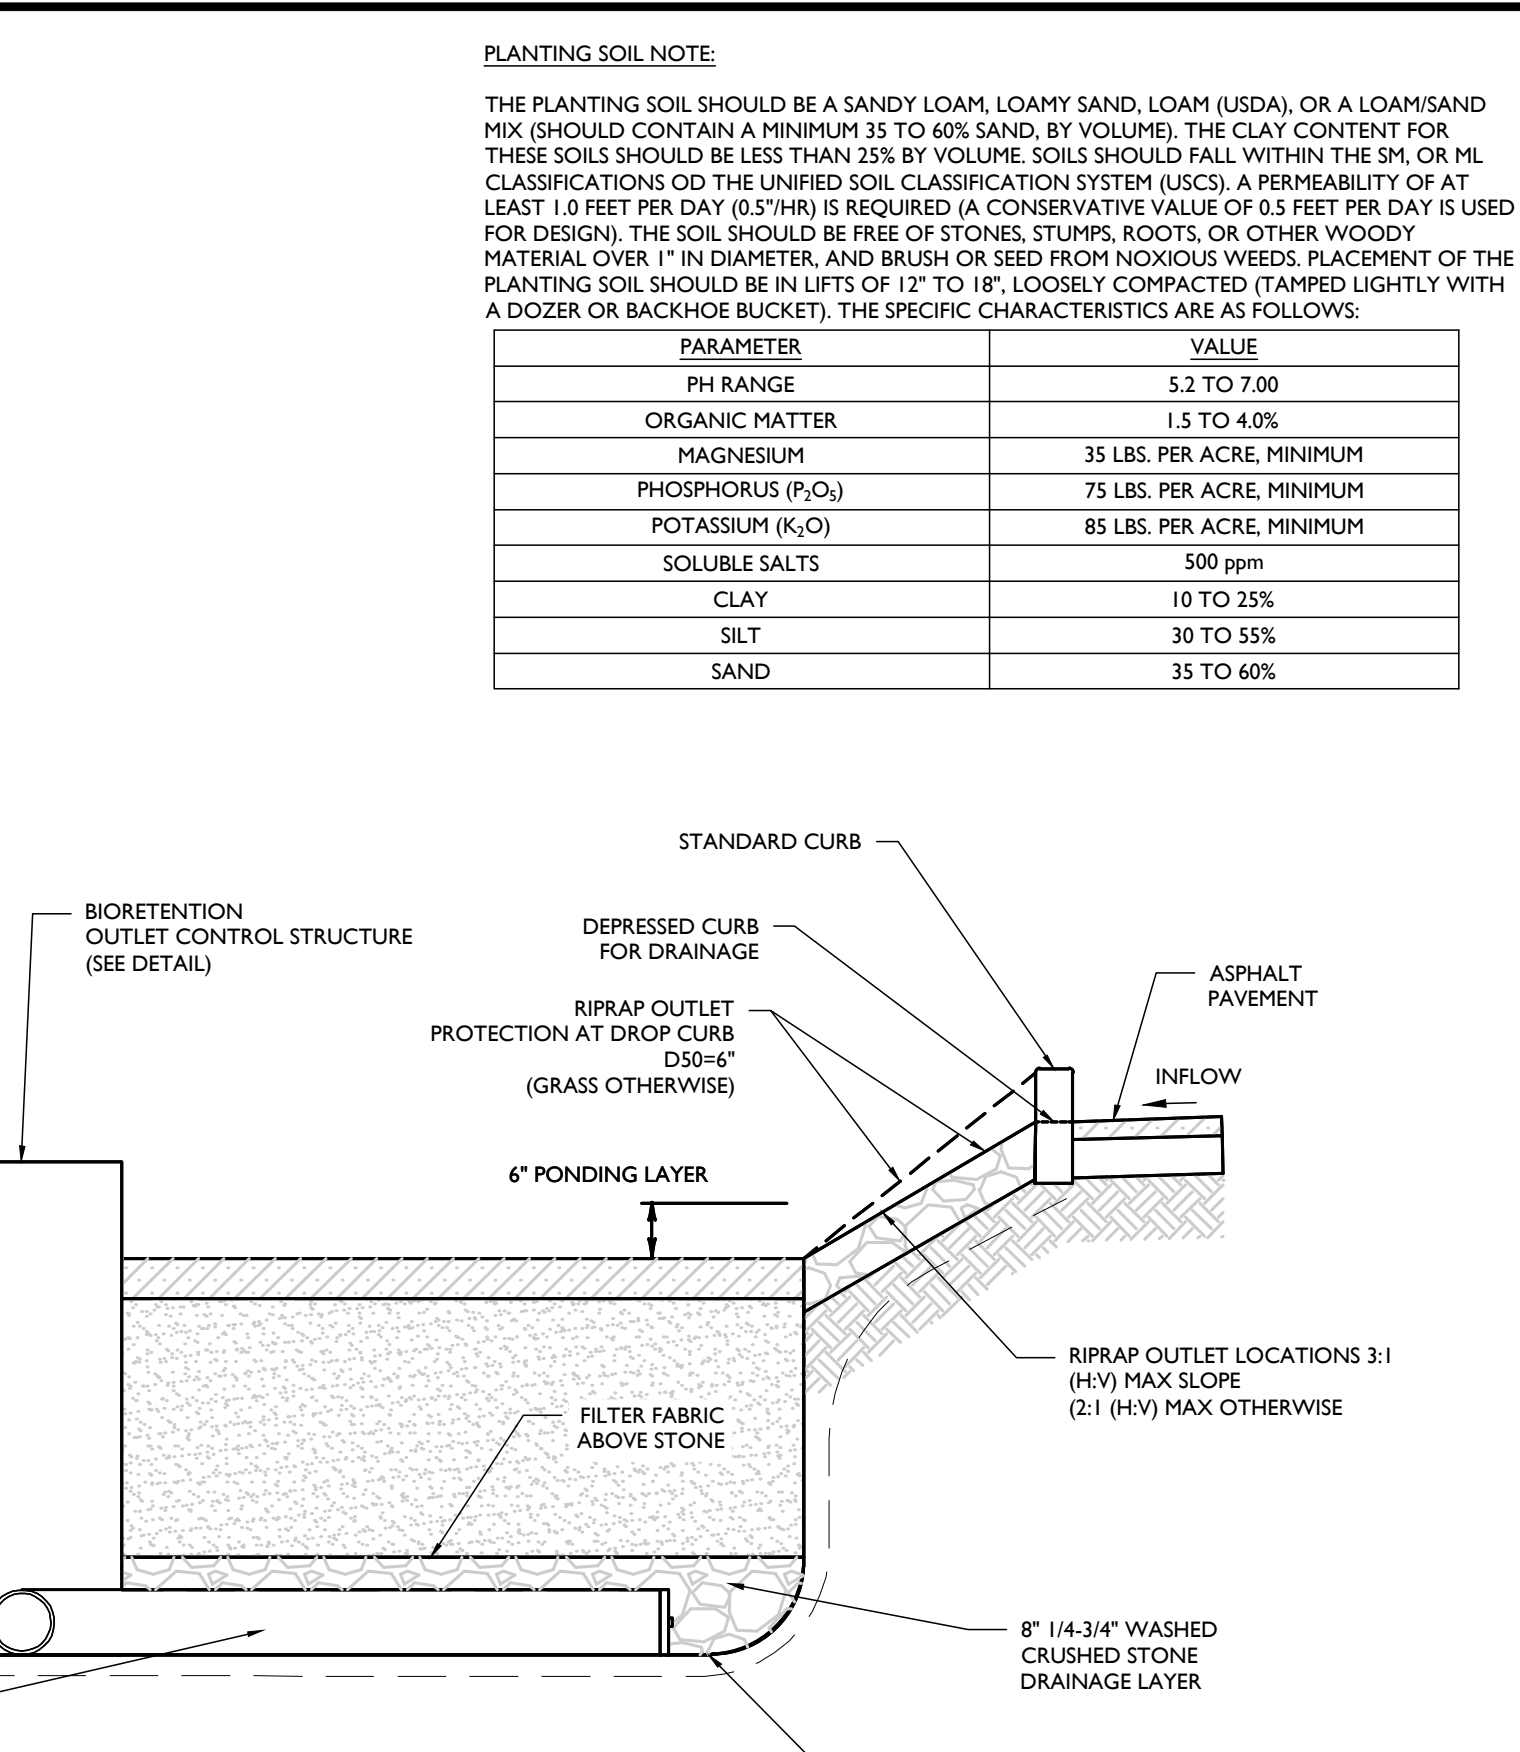 PLANTING SOIL NOTE:
THE PLANTING SOIL SHOULD BE A SANDY LOAM, LOAMY SAND, LOAM (USDA), OR A LOAM/SAND
MIX (SHOULD CONTAIN A MINIMUM 35 TO 60% SAND, BY VOLUME). THE CLAY CONTENT FOR
THESE SOILS SHOULD BE LESS THAN 25% BY VOLUME. SOILS SHOULD FALL WITHIN THE SM, OR ML
CLASSIFICATIONS OD THE UNIFIED SOIL CLASSIFICATION SYSTEM (USCS). A PERMEABILITY OF AT
LEAST 1.0 FEET PER DAY (0.5"/HR) IS REQUIRED (A CONSERVATIVE VALUE OF 0.5 FEET PER DAY IS USED
FOR DESIGN). THE SOIL SHOULD BE FREE OF STONES, STUMPS, ROOTS, OR OTHER WOODY
MATERIAL OVER 1" IN DIAMETER, AND BRUSH OR SEED FROM NOXIOUS WEEDS. PLACEMENT OF THE
PLANTING SOIL SHOULD BE IN LIFTS OF 12" TO 18", LOOSELY COMPACTED (TAMPED LIGHTLY WITH
A DOZER OR BACKHOE BUCKET). THE SPECIFIC CHARACTERISTICS ARE AS FOLLOWS:
PARAMETER VALUE
PH RANGE 5.2 TO 7.00
ORGANIC MATTER 1.5 TO 4.0%
MAGNESIUM 35 LBS. PER ACRE, MINIMUM
PHOSPHORUS (P₂O₅) 75 LBS. PER ACRE, MINIMUM
POTASSIUM (K₂O) 85 LBS. PER ACRE, MINIMUM
SOLUBLE SALTS 500 ppm
CLAY 10 TO 25%
SILT 30 TO 55%
SAND 35 TO 60%
STANDARD CURB
BIORETENTION
OUTLET CONTROL STRUCTURE
(SEE DETAIL)
DEPRESSED CURB
FOR DRAINAGE
ASPHALT
PAVEMENT
RIPRAP OUTLET
PROTECTION AT DROP CURB
D50=6"
(GRASS OTHERWISE)
INFLOW
6" PONDING LAYER
RIPRAP OUTLET LOCATIONS 3:1
(H:V) MAX SLOPE
(2:1 (H:V) MAX OTHERWISE
FILTER FABRIC
ABOVE STONE
8" 1/4-3/4" WASHED
CRUSHED STONE
DRAINAGE LAYER